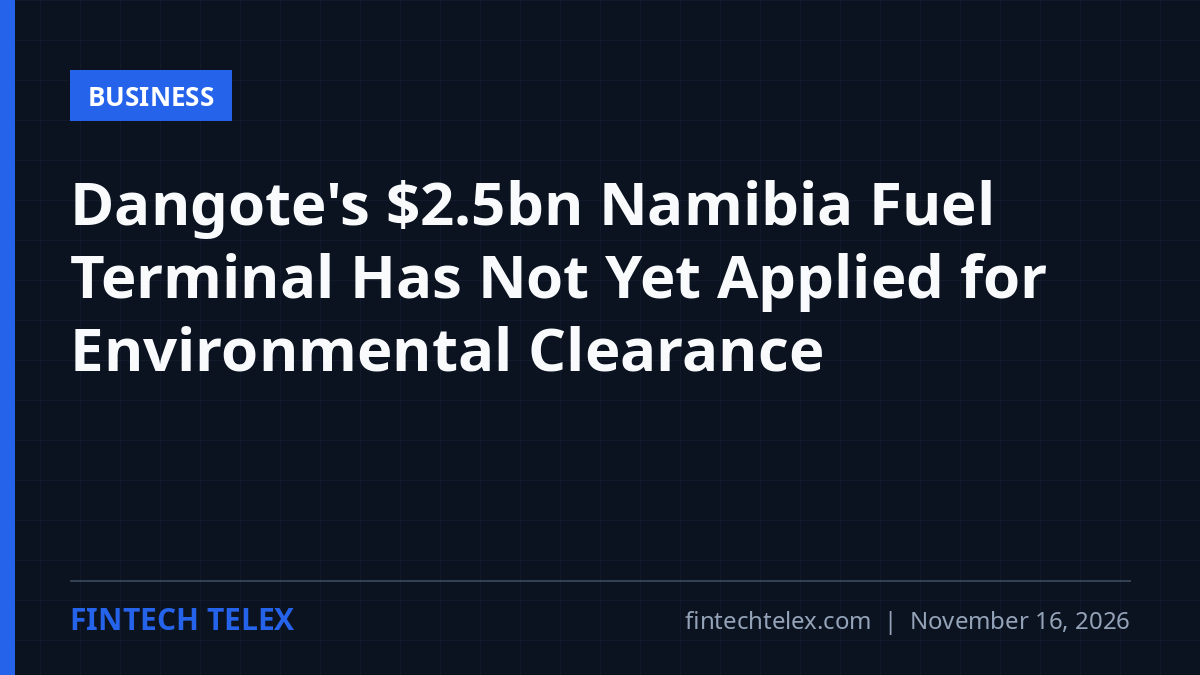 BUSINESS
Dangote's $2.5bn Namibia Fuel
Terminal Has Not Yet Applied for
Environmental Clearance
FINTECH TELEX
fintechtelex.com | November 16, 2026